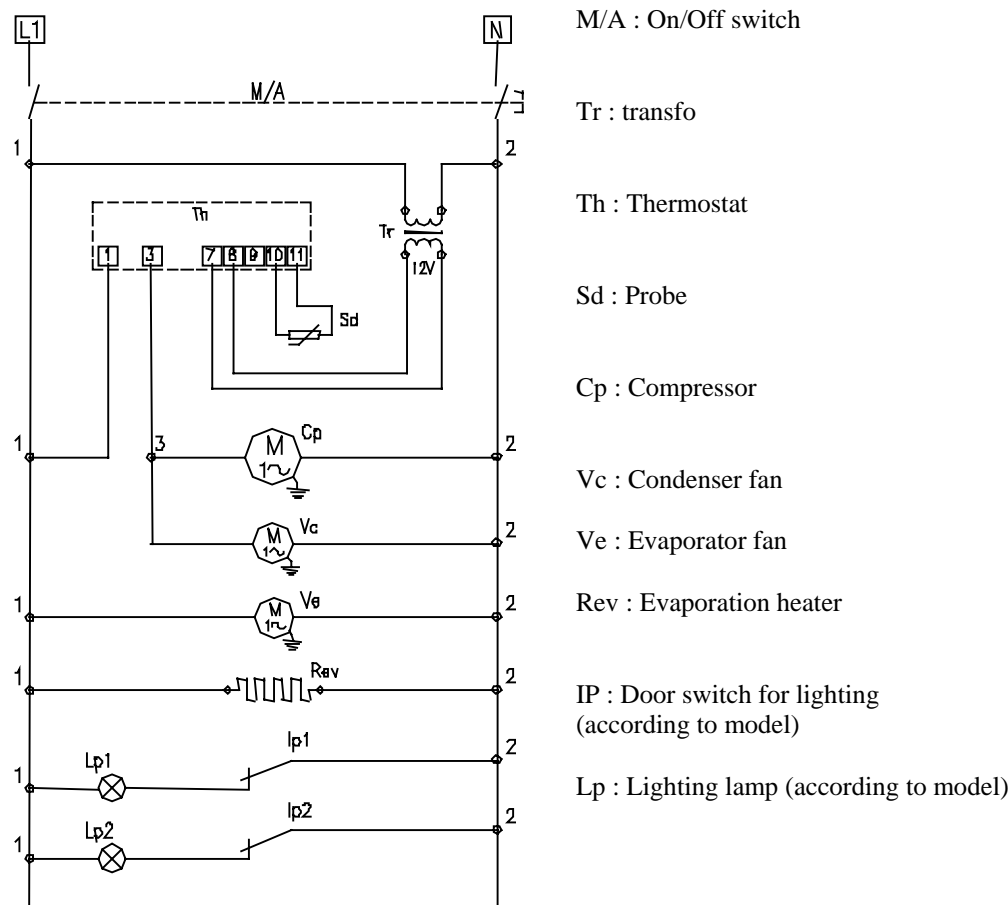 L1
N
M/A : On/Off switch
M/A
Tr : transfo
1
2
Th
Th : Thermostat
Tr
1 3 7 8 9 10 11
12V
Sd
Sd : Probe
Cp : Compressor
1
3
Cp
M
1~
2
Vc : Condenser fan
Vc
M
1~
2
Ve : Evaporator fan
1
Ve
M
1~
2
Rev : Evaporation heater
1
Rev
2
IP : Door switch for lighting
(according to model)
1
Lp1
Ip1
2
Lp : Lighting lamp (according to model)
1
Lp2
Ip2
2